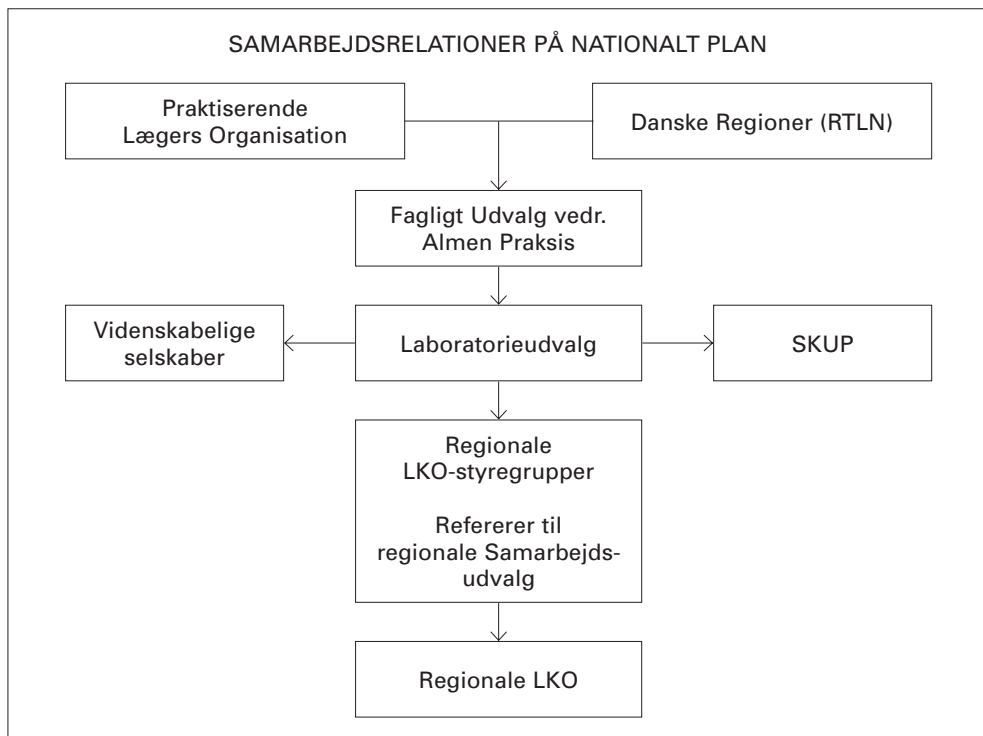 SAMARBEJDSRELATIONER PÅ NATIONALT PLAN
Praktiserende
Lægers Organisation
Danske Regioner (RTLN)
Fagligt Udvalg vedr.
Almen Praksis
Videnskabelige
selskaber
Laboratorieudvalg
SKUP
Regionale
LKO-styregrupper
Refererer til
regionale Samarbejds-
udvalg
Regionale LKO